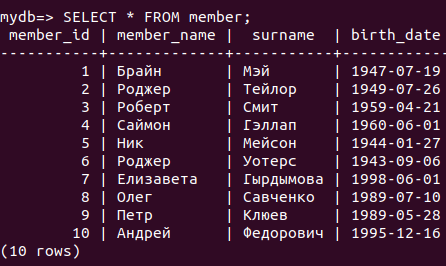 mydb=> SELECT * FROM member;
 member_id | member_name |  surname  | birth_date
-----------+-------------+-----------+------------
         1 | Брайн       | Мэй       | 1947-07-19
         2 | Роджер      | Тейлор    | 1949-07-26
         3 | Роберт      | Смит      | 1959-04-21
         4 | Саймон      | Гэллап    | 1960-06-01
         5 | Ник         | Мейсон    | 1944-01-27
         6 | Роджер      | Уотерс    | 1943-09-06
         7 | Елизавета   | Гырдымова | 1998-06-01
         8 | Олег        | Савченко  | 1989-07-10
         9 | Петр        | Клюев     | 1989-05-28
        10 | Андрей      | Федорович | 1995-12-16
(10 rows)